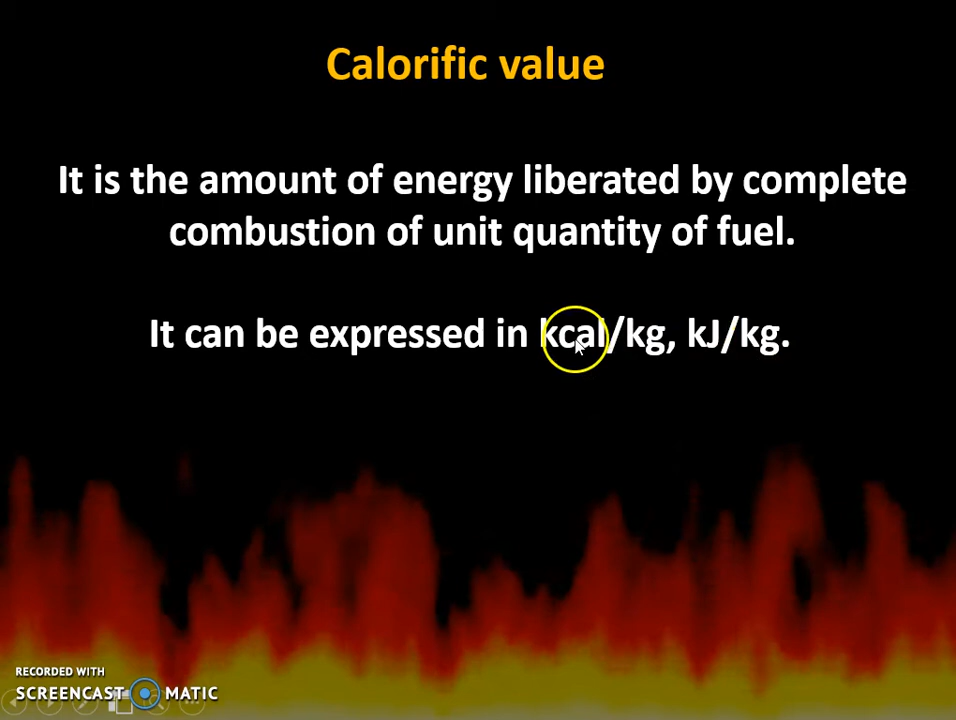 Calorific value
It is the amount of energy liberated by complete
combustion of unit quantity of fuel.
It can be expressed in kcal/kg, kJ/kg.
RECORDED WITH
SCREENCAST MATIC